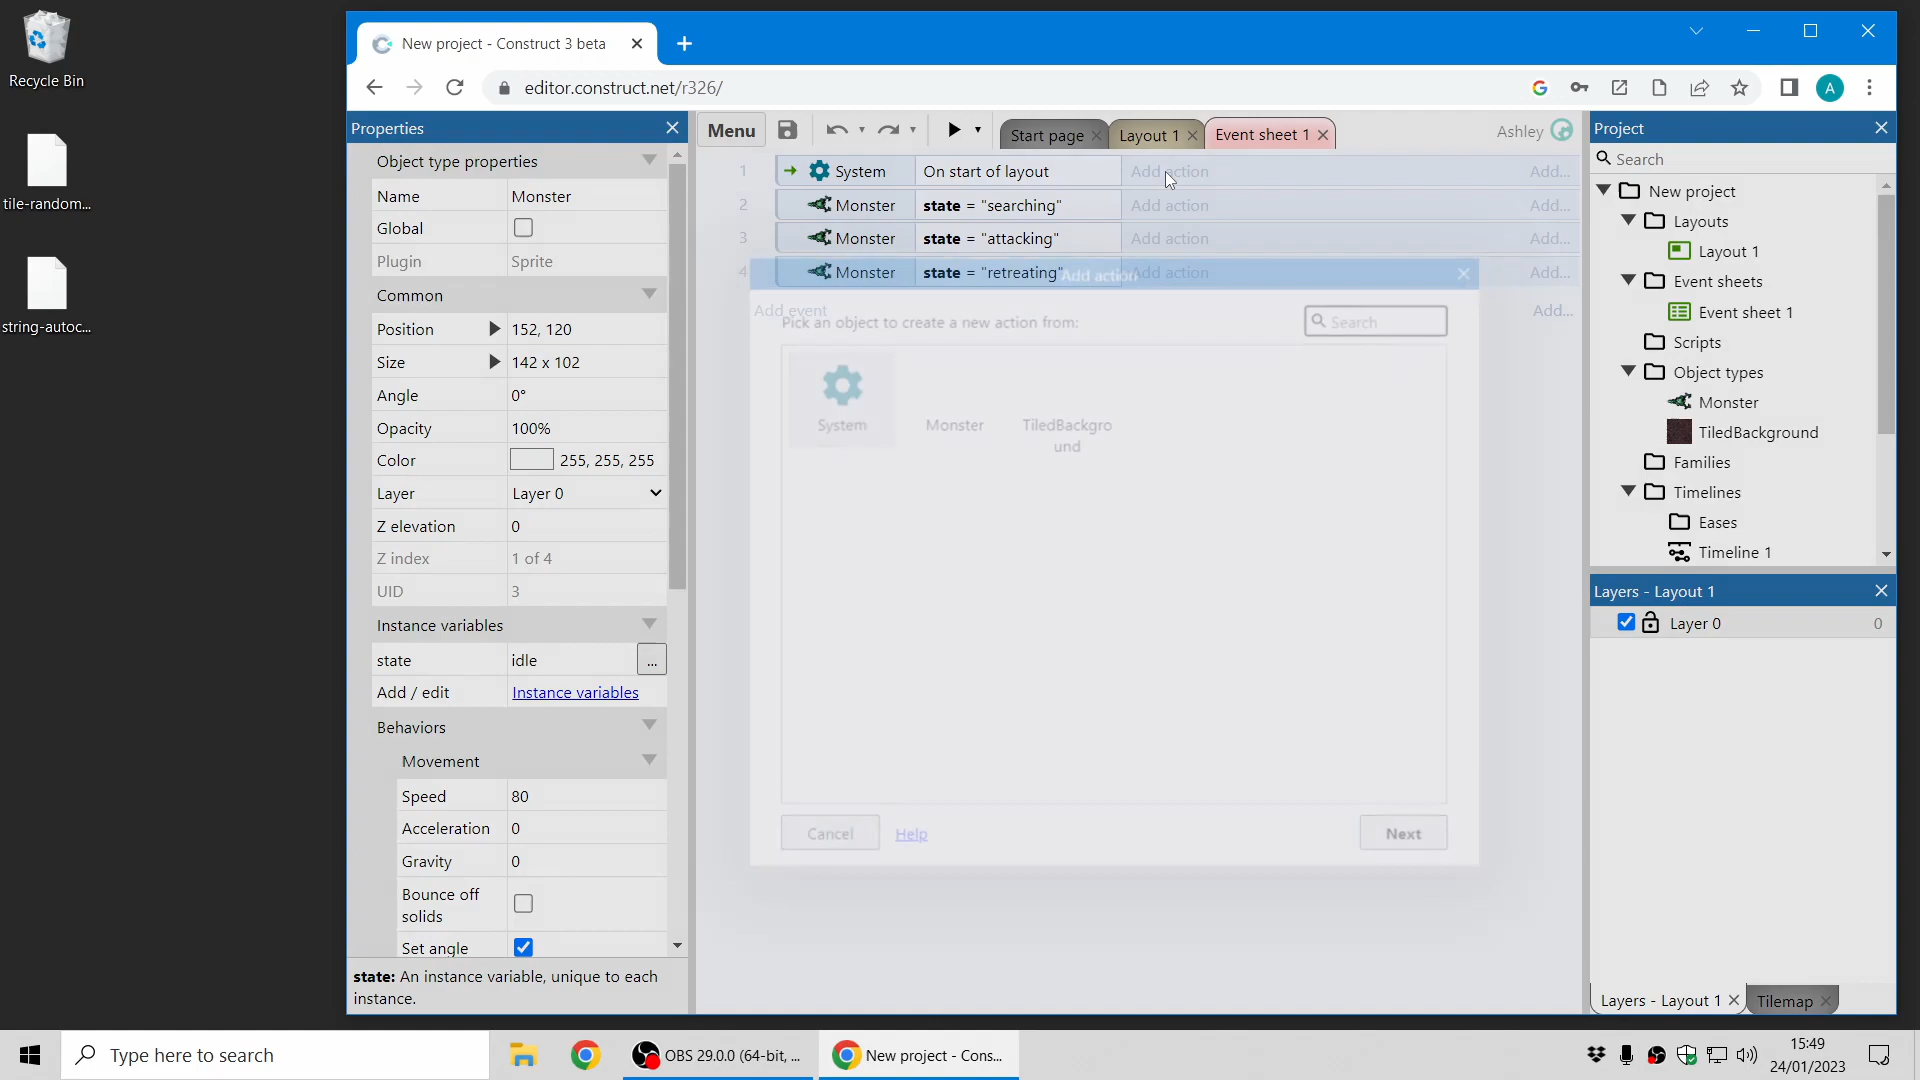 Recycle Bin
tile-random...
string-autoc...
New project - Construct 3 beta
editor.construct.net/r326/
A
Properties
Object type properties
Name Monster
Global
Plugin Sprite
Common
Position 152, 120
Size 142 x 102
Angle 0°
Opacity 100%
Color 255, 255, 255
Layer Layer 0
Z elevation 0
Z index 1 of 4
UID 3
Instance variables
state idle ...
Add / edit Instance variables
Behaviors
Movement
Speed 80
Acceleration 0
Gravity 0
Bounce off
solids
Set angle
state: An instance variable, unique to each
instance.
Menu
Start page
Layout 1
Event sheet 1
Ashley
1 System On start of layout Add action Add...
2 Monster state = "searching" Add action Add...
3 Monster state = "attacking" Add action Add...
4 Monster state = "retreating" Add action Add...
Add event Add...
Add action
Pick an object to create a new action from:
Search
System
Monster
TiledBackgro
und
Cancel
Help
Next
Project
Search
New project
Layouts
Layout 1
Event sheets
Event sheet 1
Scripts
Object types
Monster
TiledBackground
Families
Timelines
Eases
Timeline 1
Layers - Layout 1
Layer 0 0
Layers - Layout 1
Tilemap
Type here to search
OBS 29.0.0 (64-bit, ...
New project - Cons...
15:49
24/01/2023